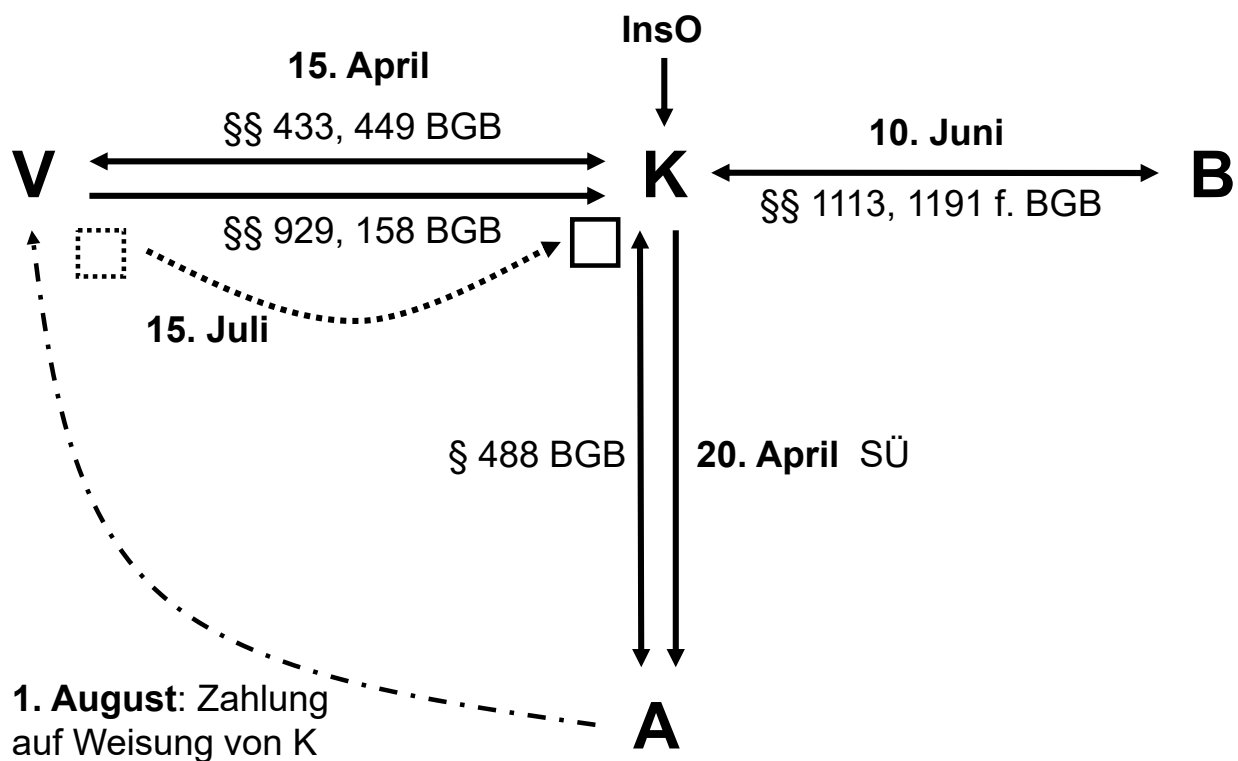 InsO
15. April
§§ 433, 449 BGB
10. Juni
V
K
B
§§ 929, 158 BGB
§§ 1113, 1191 f. BGB
15. Juli
§ 488 BGB
20. April SÜ
1. August: Zahlung
auf Weisung von K
A